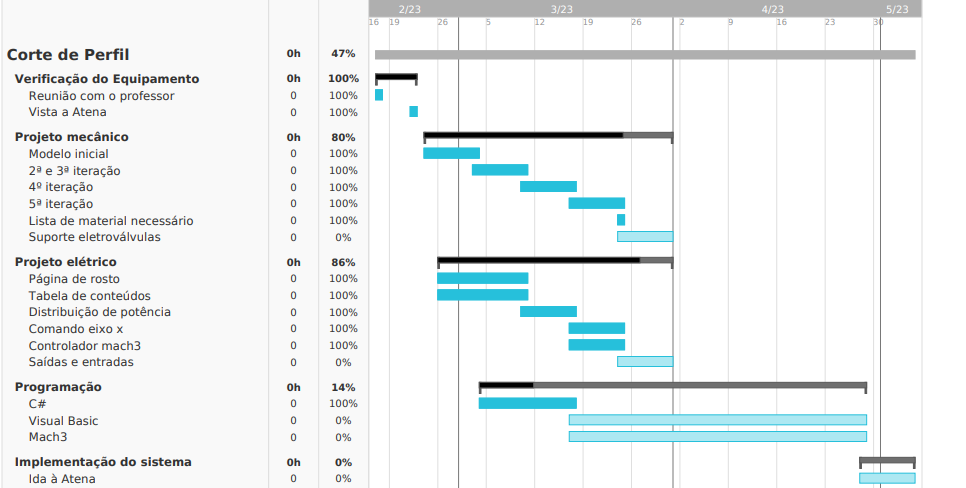 2/23 3/23 4/23 5/23
16 19 26 5 12 19 26 2 9 16 23 30
Corte de Perfil 0h 47%
Verificação do Equipamento 0h 100%
Reunião com o professor 0 100%
Vista a Atena 0 100%
Projeto mecânico 0h 80%
Modelo inicial 0 100%
2ª e 3ª iteração 0 100%
4º iteração 0 100%
5ª iteração 0 100%
Lista de material necessário 0 100%
Suporte eletroválvulas 0 0%
Projeto elétrico 0h 86%
Página de rosto 0 100%
Tabela de conteúdos 0 100%
Distribuição de potência 0 100%
Comando eixo x 0 100%
Controlador mach3 0 100%
Saídas e entradas 0 0%
Programação 0h 14%
C# 0 100%
Visual Basic 0 0%
Mach3 0 0%
Implementação do sistema 0h 0%
Ida à Atena 0 0%